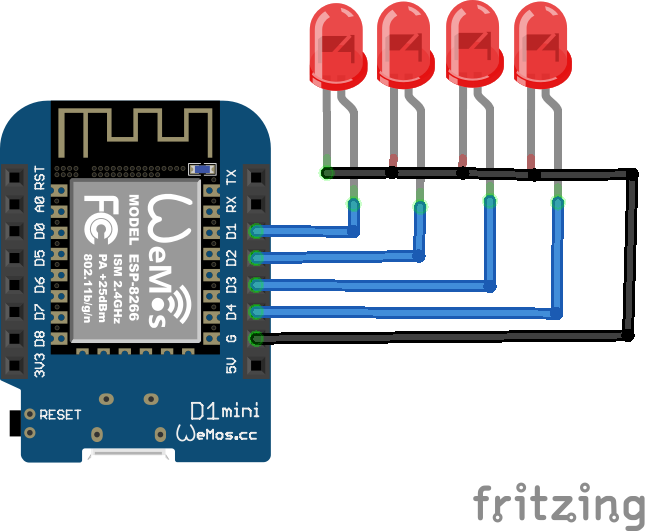 RST
A0
D0
D5
D6
D7
D8
3V3
TX
RX
D1
D2
D3
D4
G
5V
WeMos
MODEL ESP-8266
ISM 2.4GHz
PA +25dBm
802.11b/g/n
FC
RESET
D1mini
WeMos.cc
fritzing